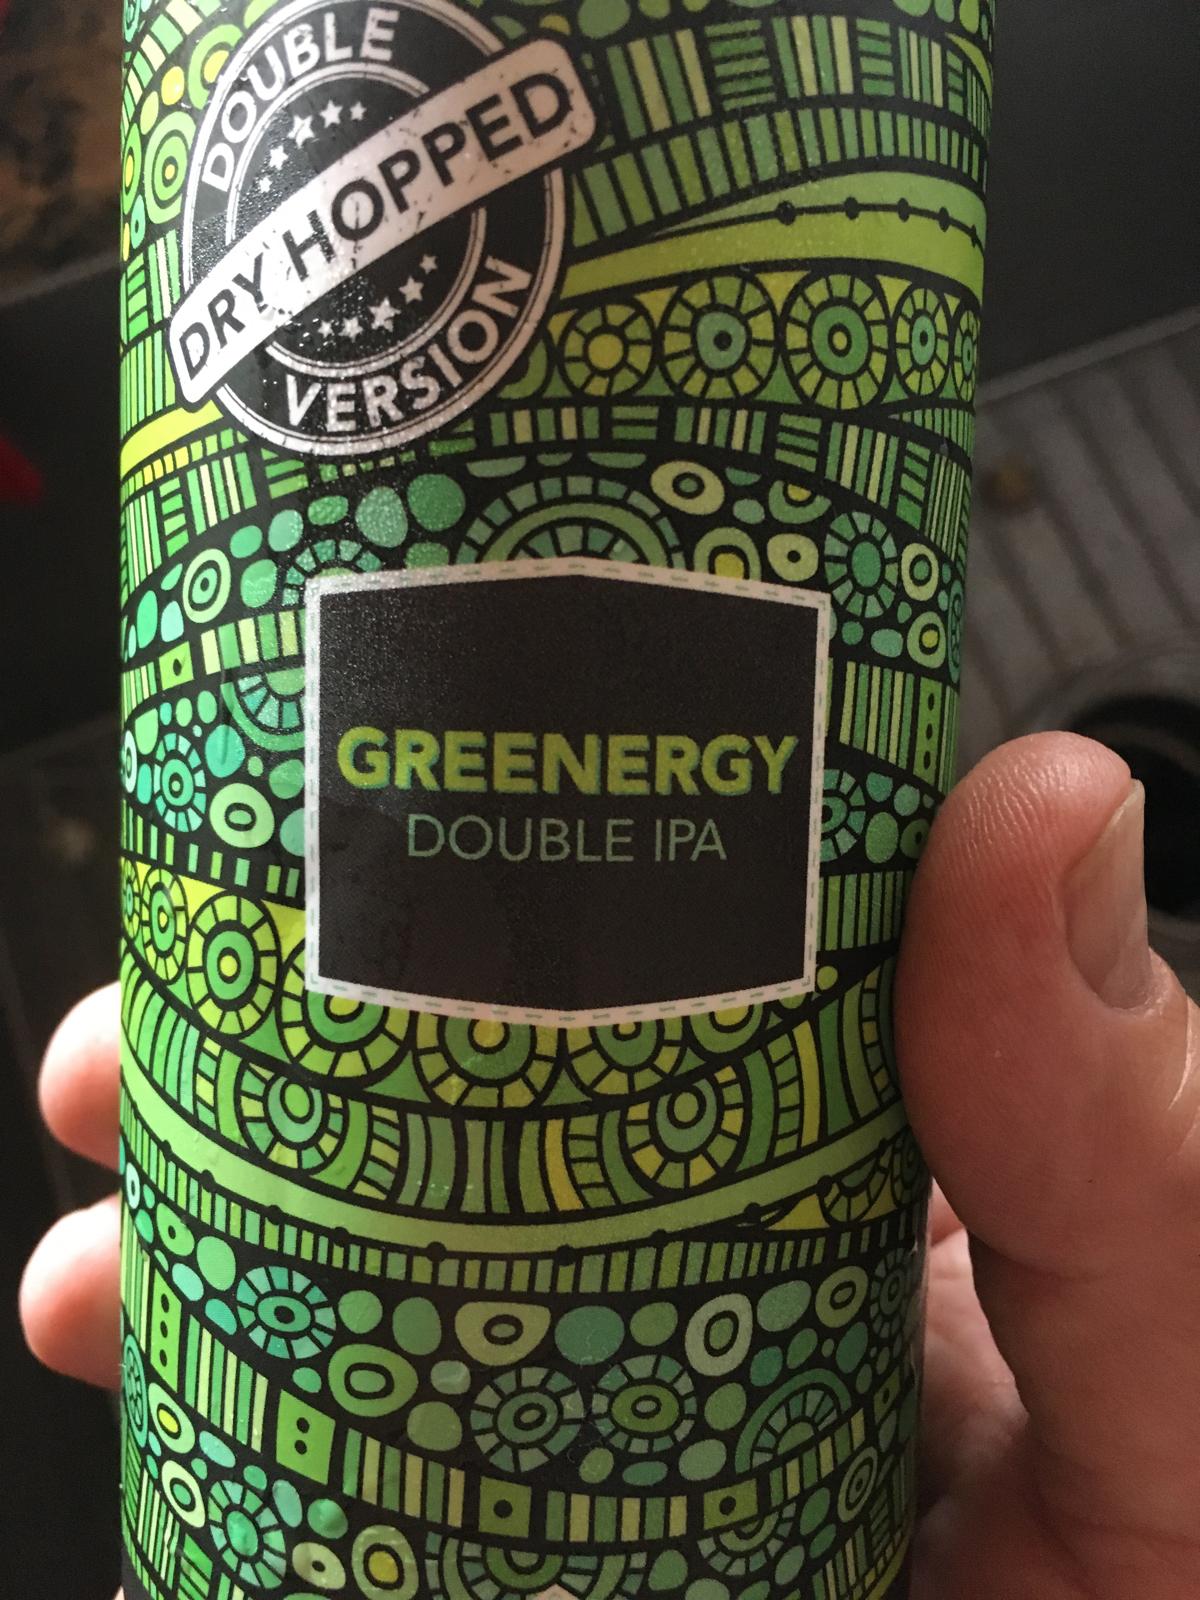 DOUBLE
DRY HOPPED
VERSION
GREENERGY
DOUBLE IPA